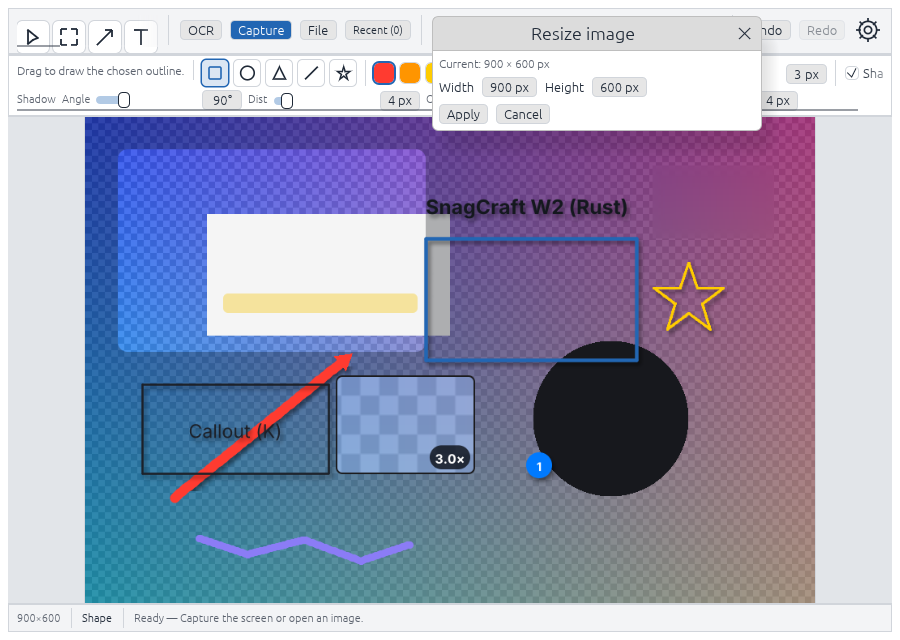 OCR Capture File Recent (0) Redo
Resize image
Drag to draw the chosen outline.
Current: 900 × 600 px
3 px
Width 900 px Height 600 px
Shadow Angle 90° Dist 4 px
4 px
Apply Cancel
SnagCraft W2 (Rust)
Callout (K)
3.0×
1
900×600 Shape Ready — Capture the screen or open an image.